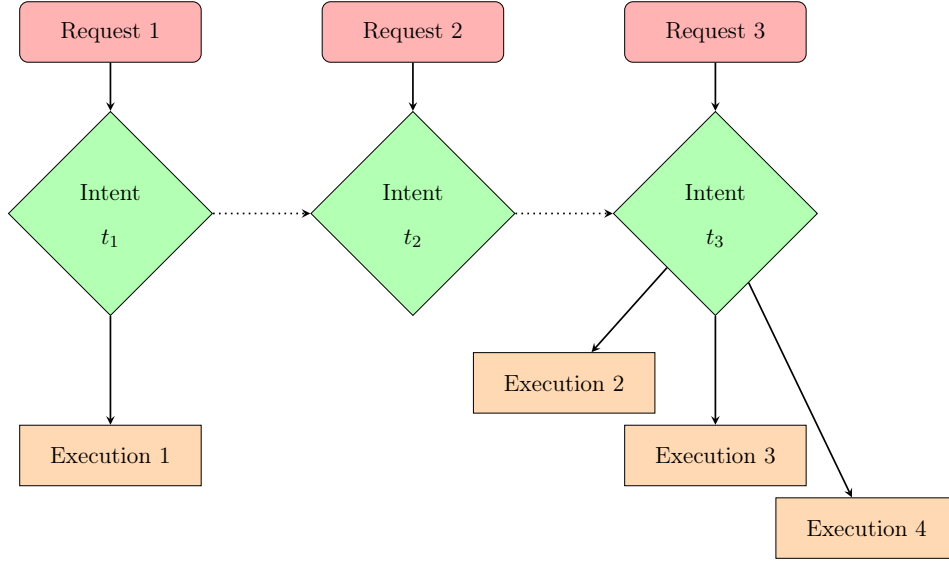 Request 1
Request 2
Request 3
Intent
t₁
Intent
t₂
Intent
t₃
Execution 2
Execution 1
Execution 3
Execution 4